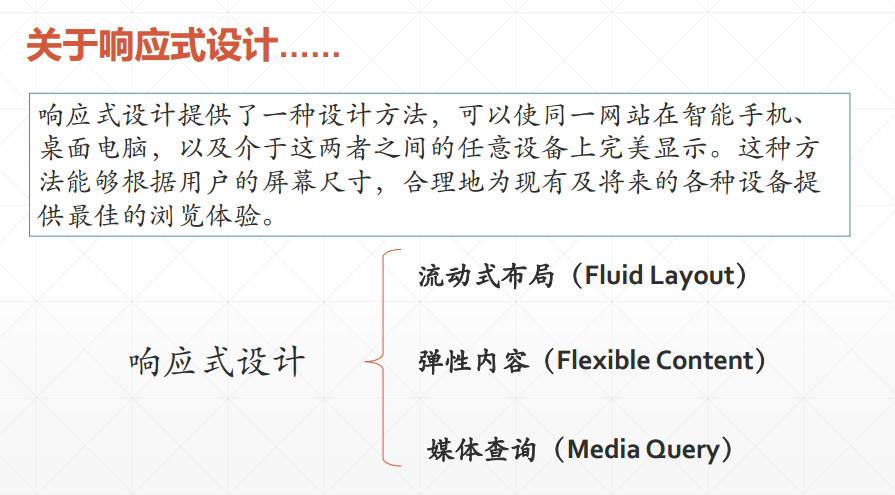 关于响应式设计……
响应式设计提供了一种设计方法，可以使同一网站在智能手机、
桌面电脑，以及介于这两者之间的任意设备上完美显示。这种方
法能够根据用户的屏幕尺寸，合理地为现有及将来的各种设备提
供最佳的浏览体验。
流动式布局（Fluid Layout）
响应式设计
弹性内容（Flexible Content）
媒体查询（Media Query）